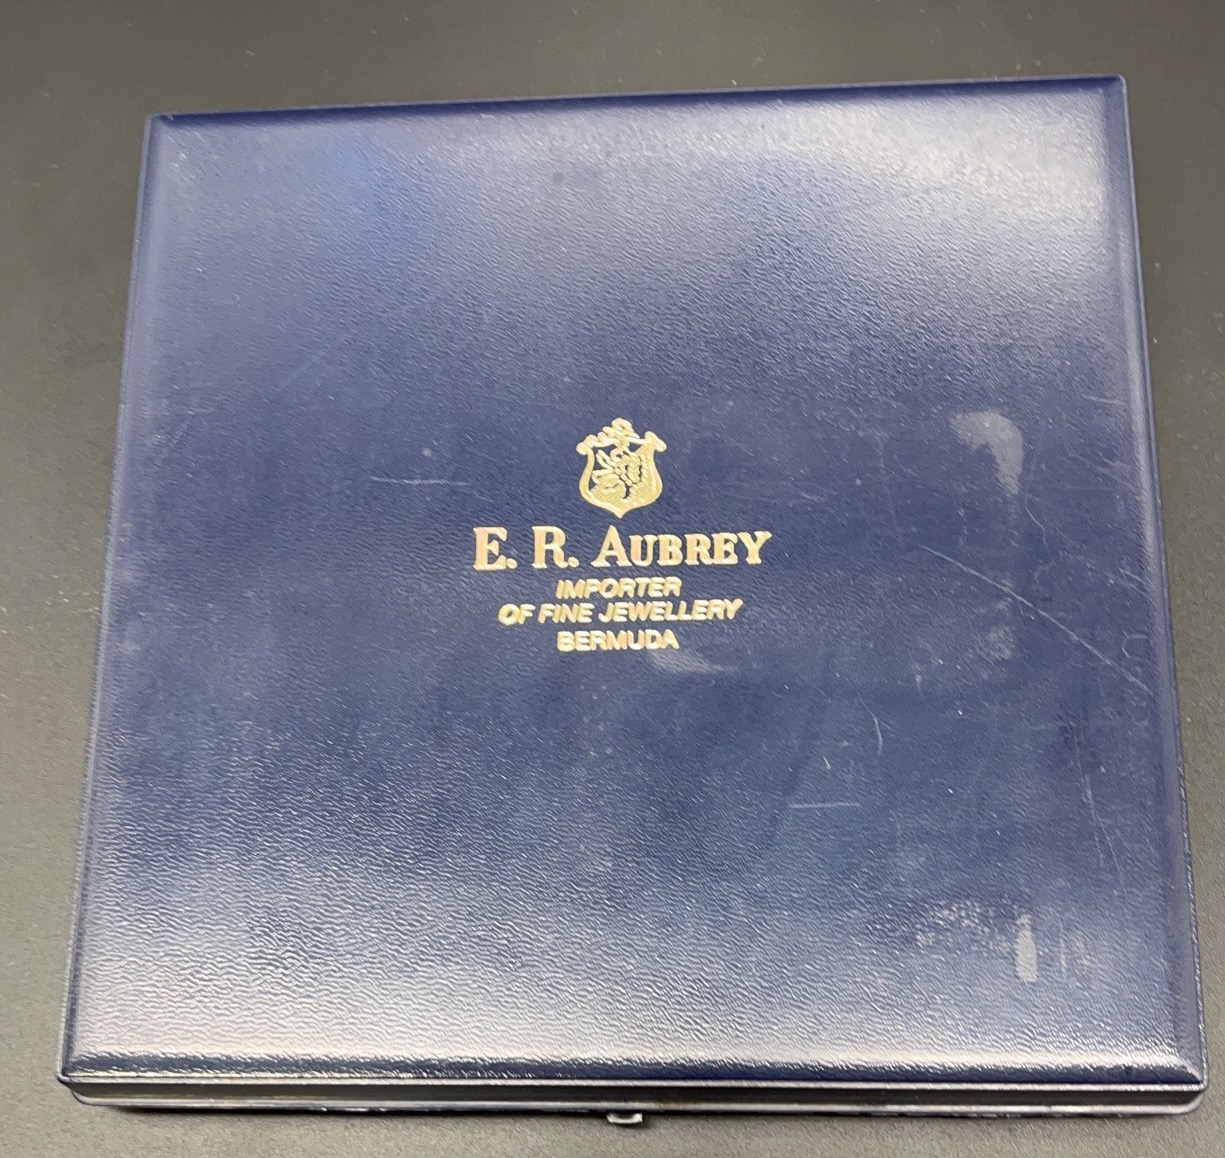 E. R. AUBREY
IMPORTER
OF FINE JEWELLERY
BERMUDA